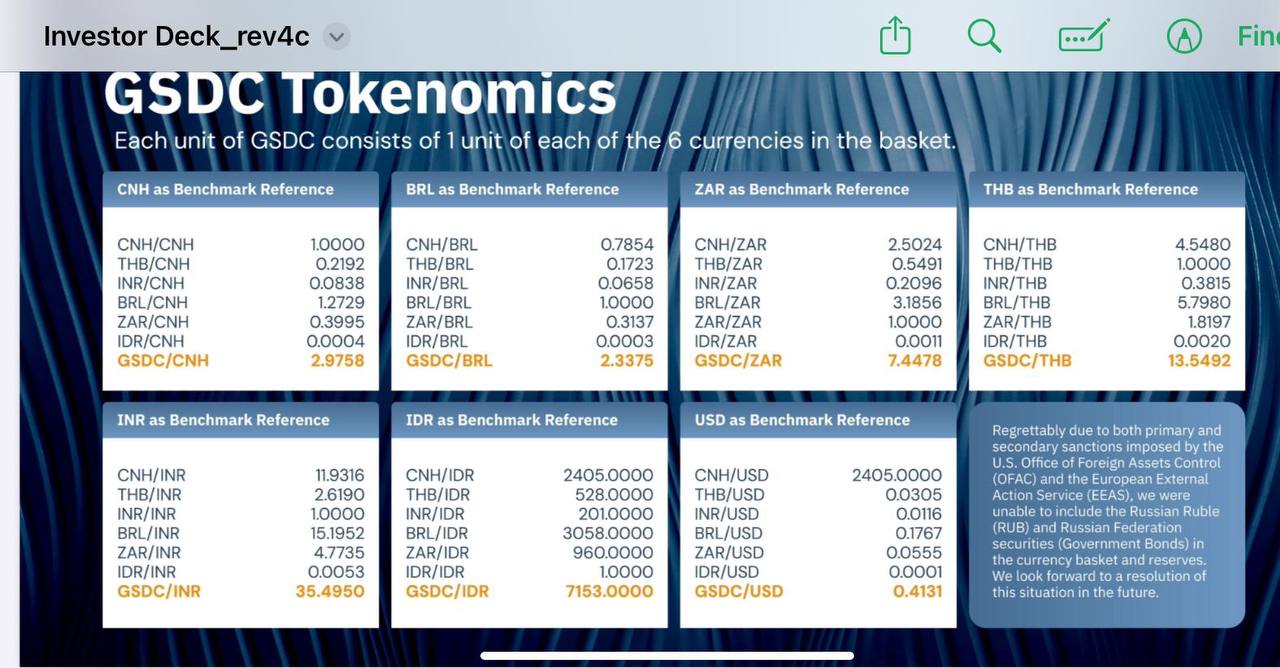 Investor Deck_rev4c
Fin
GSDC Tokenomics
Each unit of GSDC consists of 1 unit of each of the 6 currencies in the basket.
CNH as Benchmark Reference
CNH/CNH 1.0000
THB/CNH 0.2192
INR/CNH 0.0838
BRL/CNH 1.2729
ZAR/CNH 0.3995
IDR/CNH 0.0004
GSDC/CNH 2.9758
BRL as Benchmark Reference
CNH/BRL 0.7854
THB/BRL 0.1723
INR/BRL 0.0658
BRL/BRL 1.0000
ZAR/BRL 0.3137
IDR/BRL 0.0003
GSDC/BRL 2.3375
ZAR as Benchmark Reference
CNH/ZAR 2.5024
THB/ZAR 0.5491
INR/ZAR 0.2096
BRL/ZAR 3.1856
ZAR/ZAR 1.0000
IDR/ZAR 0.0011
GSDC/ZAR 7.4478
THB as Benchmark Reference
CNH/THB 4.5480
THB/THB 1.0000
INR/THB 0.3815
BRL/THB 5.7980
ZAR/THB 1.8197
IDR/THB 0.0020
GSDC/THB 13.5492
INR as Benchmark Reference
CNH/INR 11.9316
THB/INR 2.6190
INR/INR 1.0000
BRL/INR 15.1952
ZAR/INR 4.7735
IDR/INR 0.0053
GSDC/INR 35.4950
IDR as Benchmark Reference
CNH/IDR 2405.0000
THB/IDR 528.0000
INR/IDR 201.0000
BRL/IDR 3058.0000
ZAR/IDR 960.0000
IDR/IDR 1.0000
GSDC/IDR 7153.0000
USD as Benchmark Reference
CNH/USD 2405.0000
THB/USD 0.0305
INR/USD 0.0116
BRL/USD 0.1767
ZAR/USD 0.0555
IDR/USD 0.0001
GSDC/USD 0.4131
Regrettably due to both primary and
secondary sanctions imposed by the
U.S. Office of Foreign Assets Control
(OFAC) and the European External
Action Service (EEAS), we were
unable to include the Russian Ruble
(RUB) and Russian Federation
securities (Government Bonds) in
the currency basket and reserves.
We look forward to a resolution of
this situation in the future.